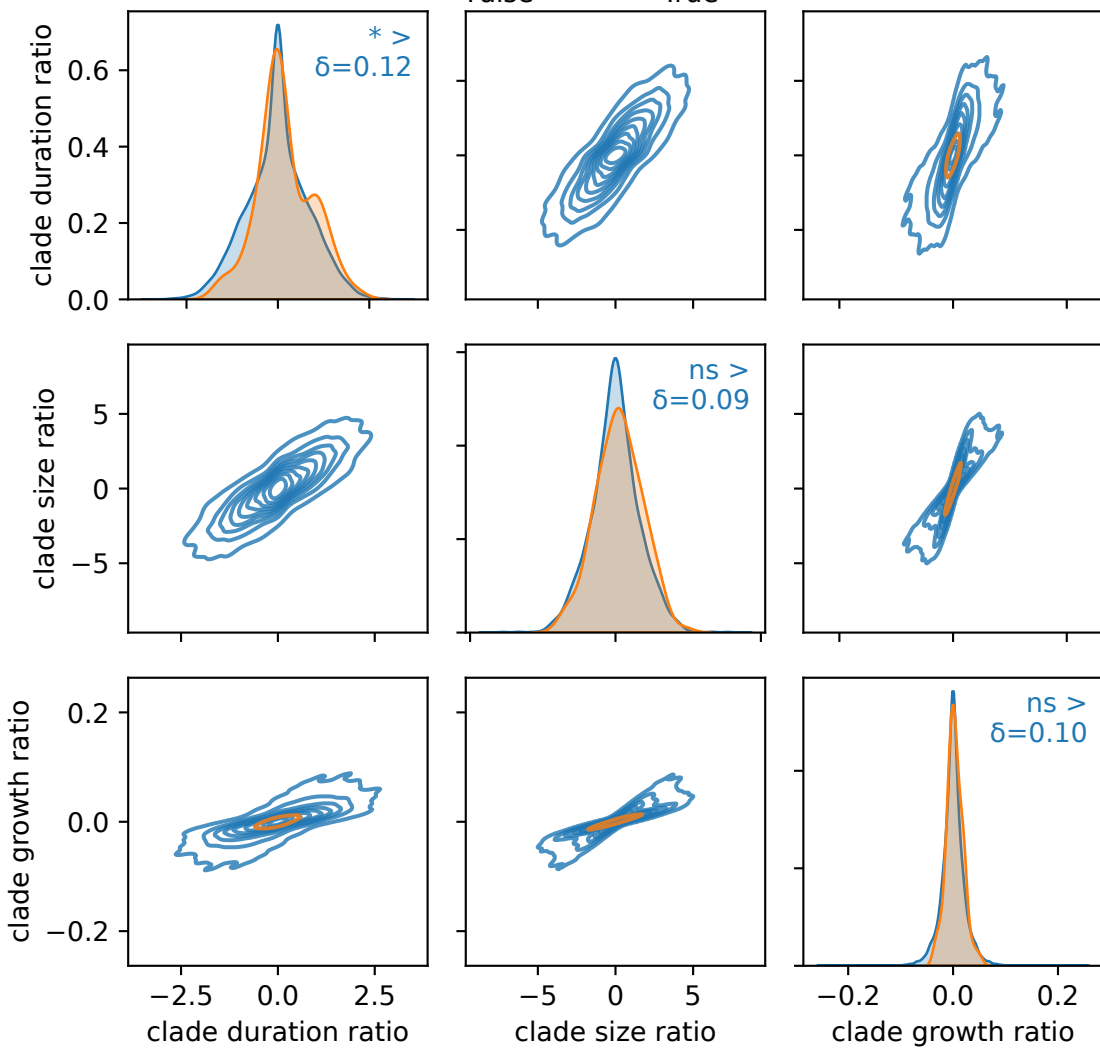 True
clade duration ratio
0.6
0.4
0.2
0.0
* >
δ=0.12
clade size ratio
5
0
−5
ns >
δ=0.09
clade growth ratio
0.2
0.0
−0.2
ns >
δ=0.10
−2.5
0.0
2.5
−5
0
5
−0.2
0.0
0.2
clade duration ratio
clade size ratio
clade growth ratio